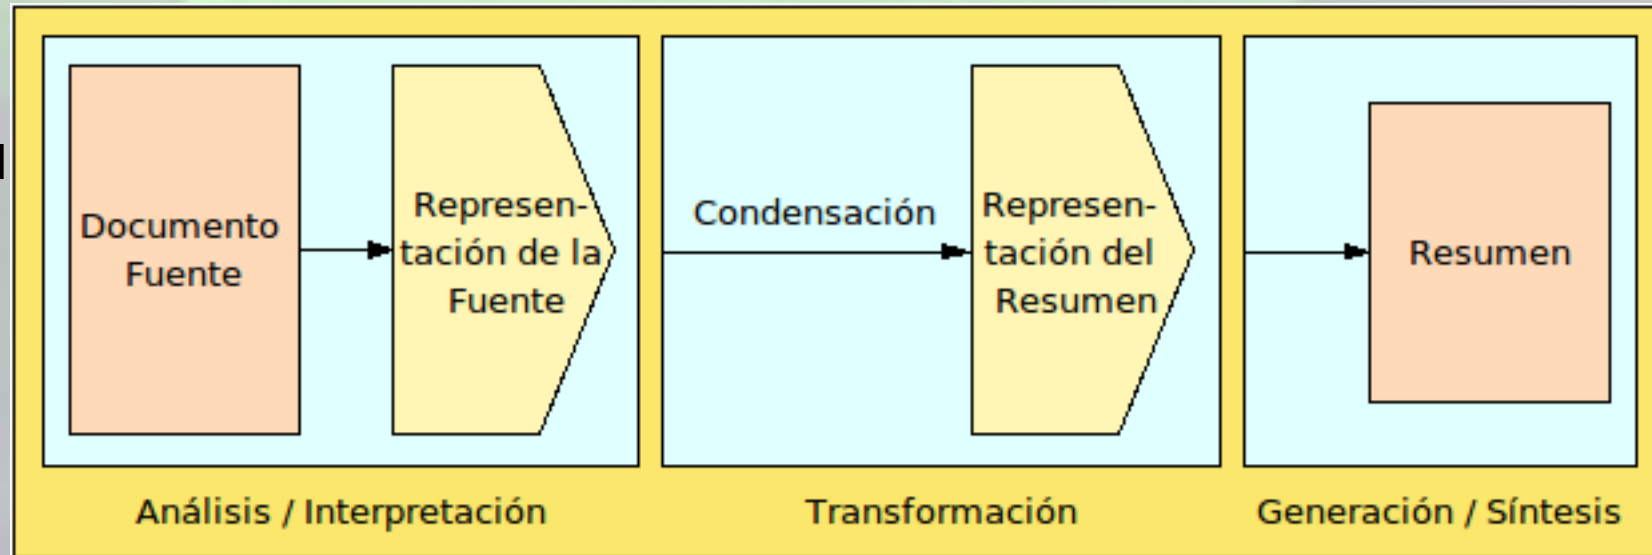 Documento
Fuente
Represen-
tación de la
Fuente
Condensación
Represen-
tación del
Resumen
Resumen
Análisis / Interpretación
Transformación
Generación / Síntesis